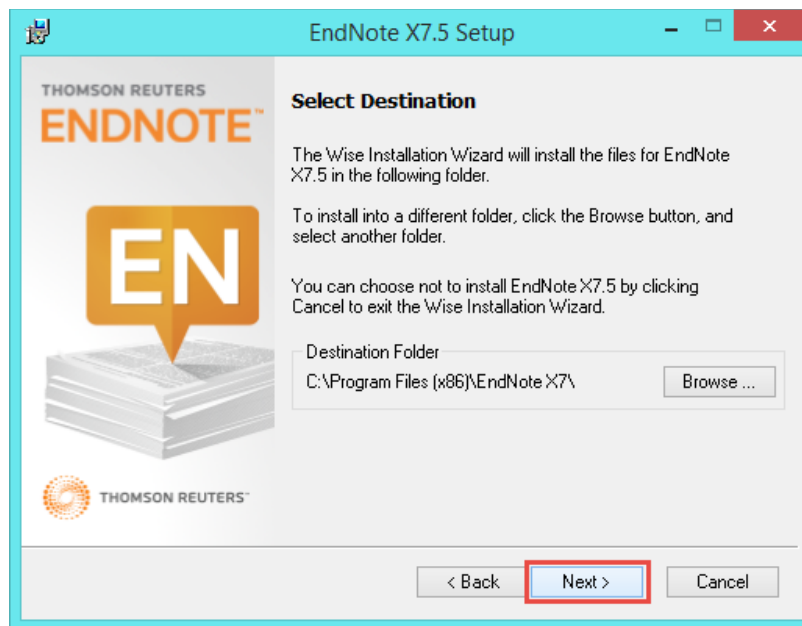 EndNote X7.5 Setup
THOMSON REUTERS
ENDNOTE™
EN
THOMSON REUTERS™
Select Destination
The Wise Installation Wizard will install the files for EndNote
X7.5 in the following folder.
To install into a different folder, click the Browse button, and
select another folder.
You can choose not to install EndNote X7.5 by clicking
Cancel to exit the Wise Installation Wizard.
Destination Folder
C:\Program Files (x86)\EndNote X7\
Browse ...
< Back
Next >
Cancel